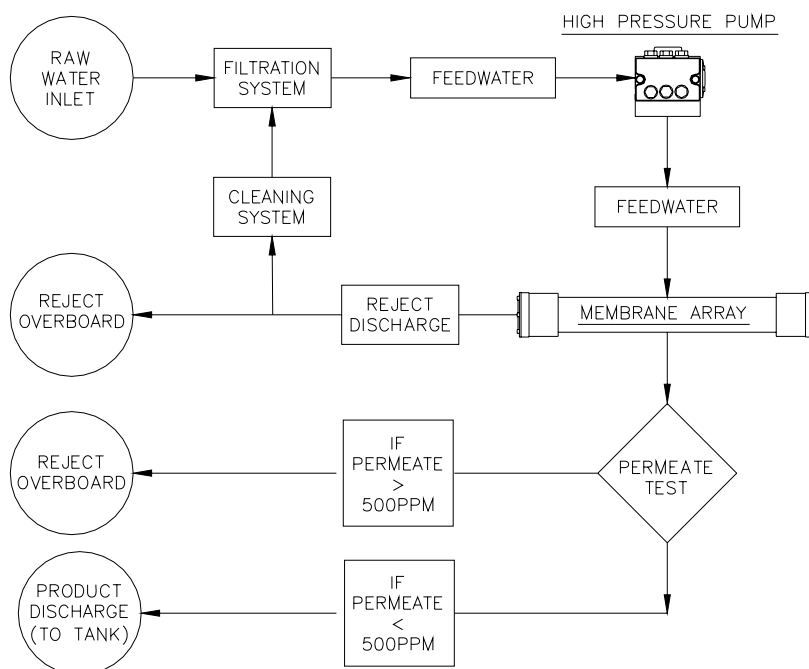 HIGH PRESSURE PUMP
RAW
WATER
INLET
FILTRATION
SYSTEM
FEEDWATER
CLEANING
SYSTEM
FEEDWATER
REJECT
OVERBOARD
REJECT
DISCHARGE
MEMBRANE ARRAY
REJECT
OVERBOARD
IF
PERMEATE
>
500PPM
PERMEATE
TEST
PRODUCT
DISCHARGE
(TO TANK)
IF
PERMEATE
<
500PPM